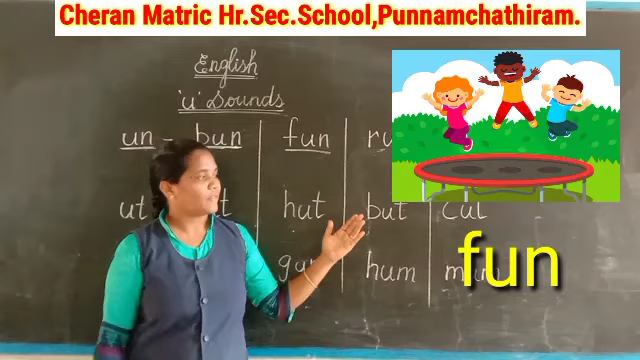 Cheran Matric Hr.Sec.School,Punnamchathiram.
English
'u' Sounds
un - bun fun
ut hut but cut
hum
fun